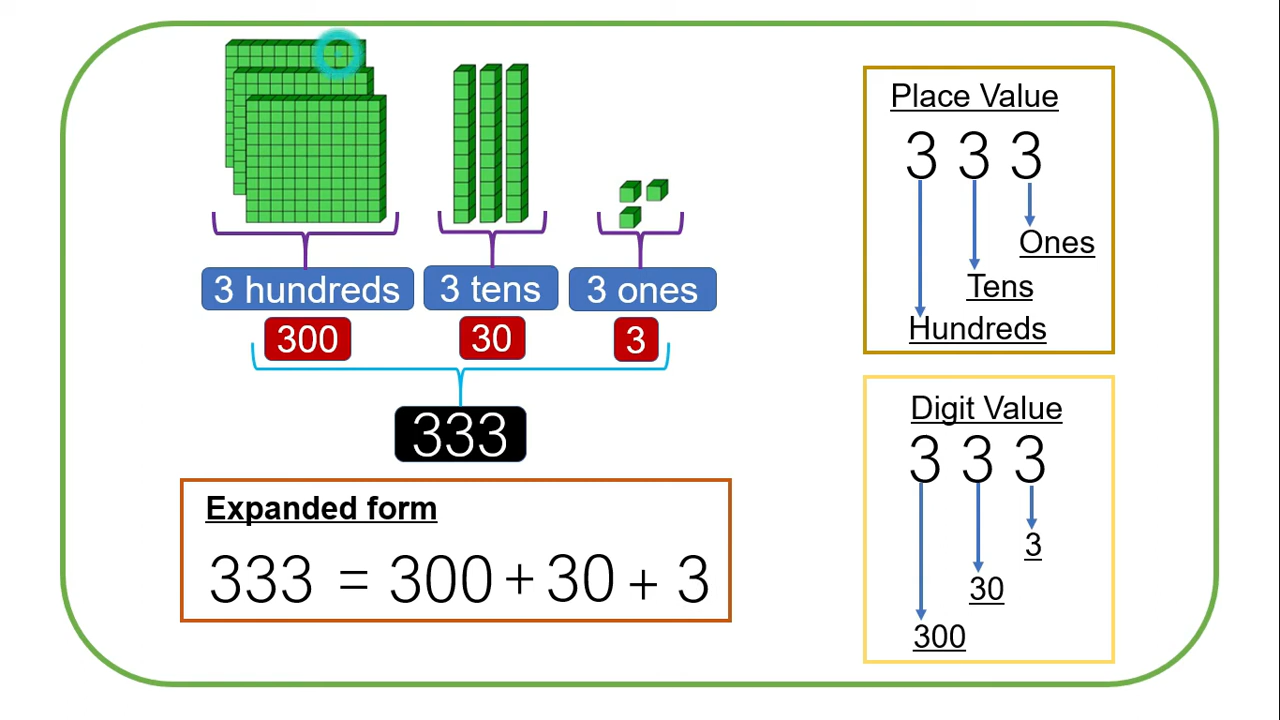 3 hundreds 3 tens 3 ones
300 30 3
333
Expanded form
333 = 300 + 30 + 3
Place Value
3 3 3
Ones
Tens
Hundreds
Digit Value
3 3 3
3
30
300